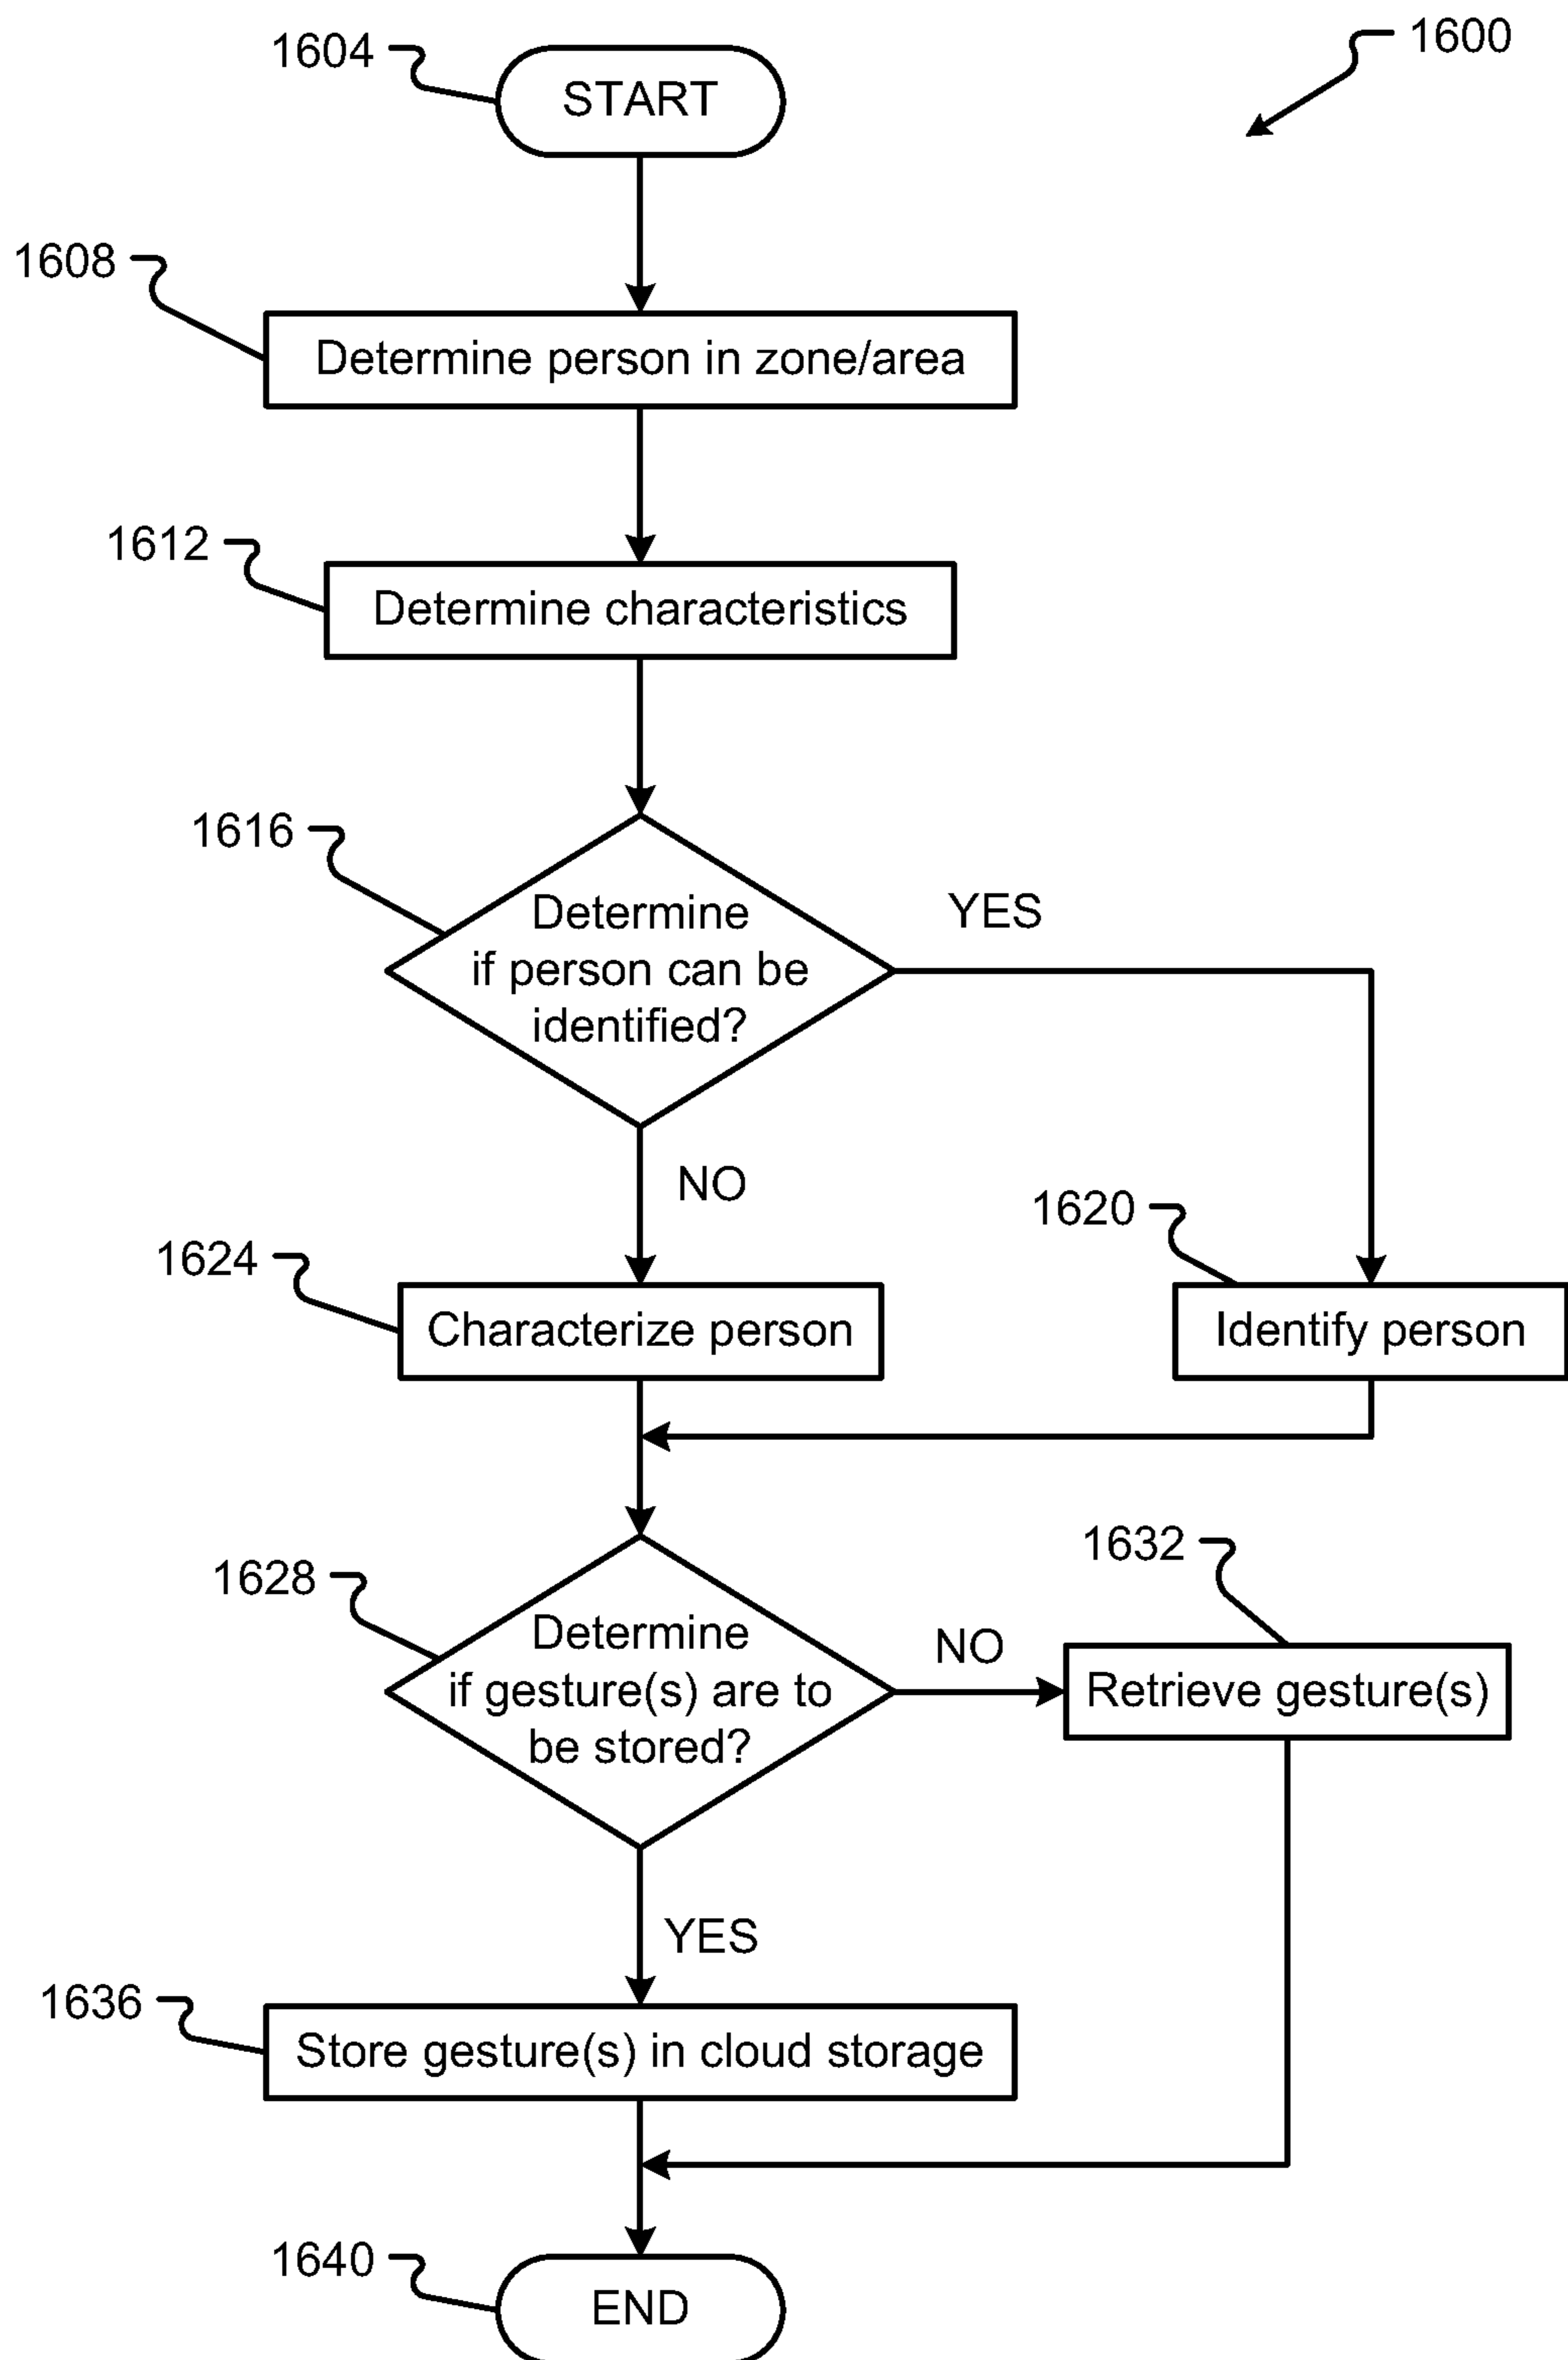 1604
START
1600
1608
Determine person in zone/area
1612
Determine characteristics
1616
Determine
if person can be
identified?
YES
NO
1620
1624
Characterize person
Identify person
1628
Determine
if gesture(s) are to
be stored?
NO
1632
Retrieve gesture(s)
YES
1636
Store gesture(s) in cloud storage
1640
END